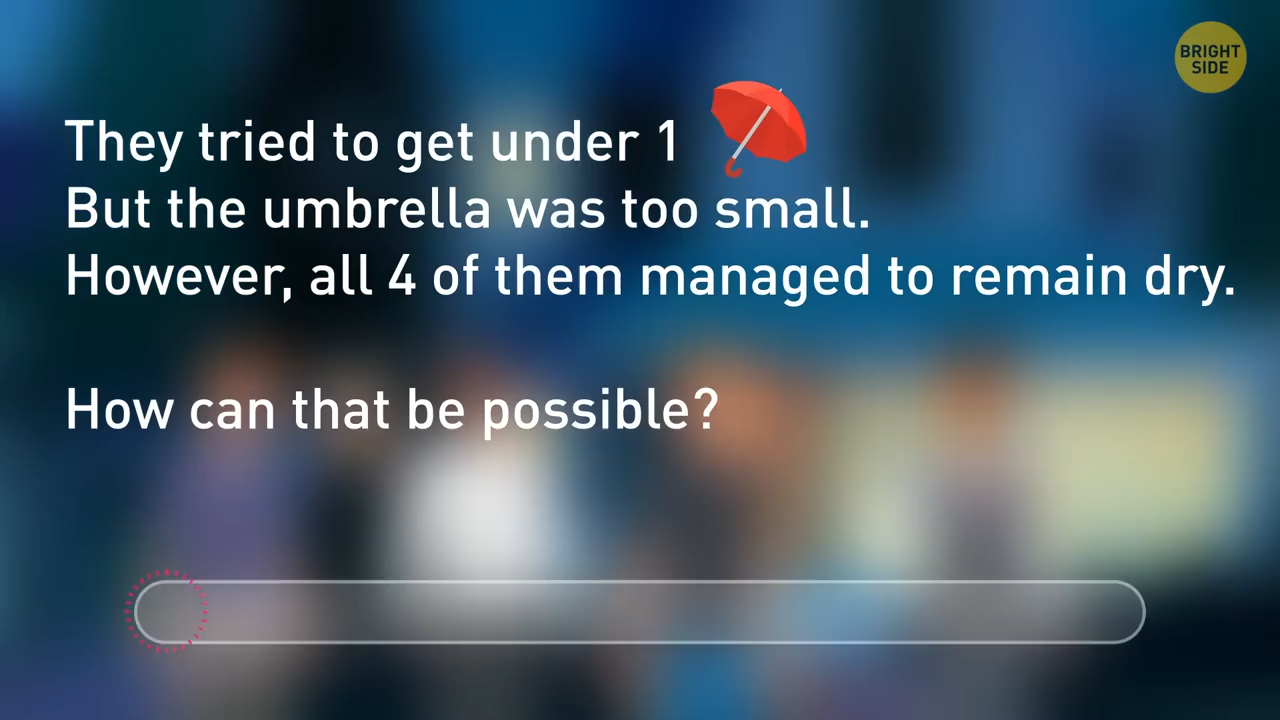 BRIGHT
SIDE
They tried to get under 1
But the umbrella was too small.
However, all 4 of them managed to remain dry.
How can that be possible?